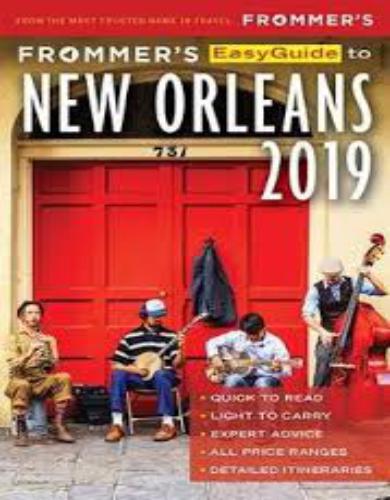 FROM THE MOST TRUSTED NAME IN TRAVEL FROMMER'S
FROMMER'S EasyGuide to
NEW ORLEANS
2019
731
• QUICK TO READ
• LIGHT TO CARRY
• EXPERT ADVICE
• ALL PRICE RANGES
• DETAILED ITINERARIES